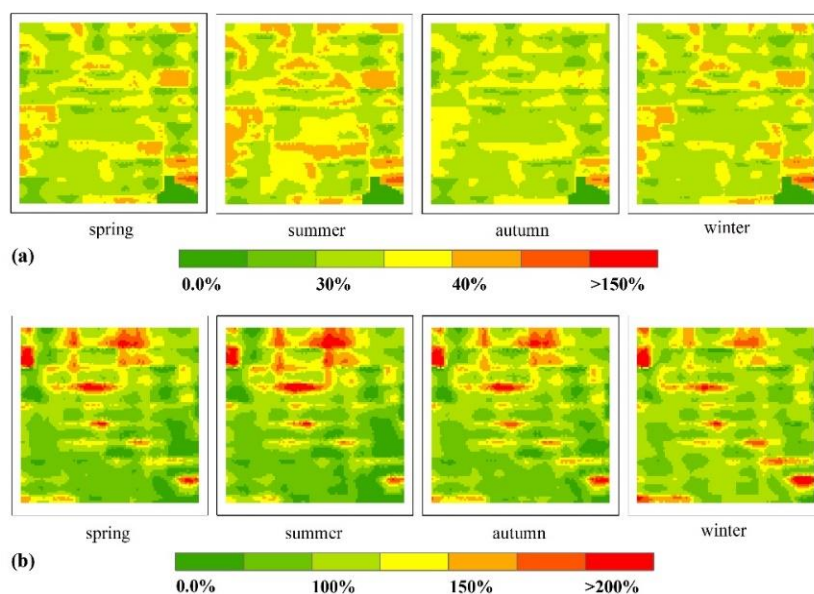 spring summer autumn winter
(a)
0.0% 30% 40% >150%
spring summer autumn winter
(b)
0.0% 100% 150% >200%